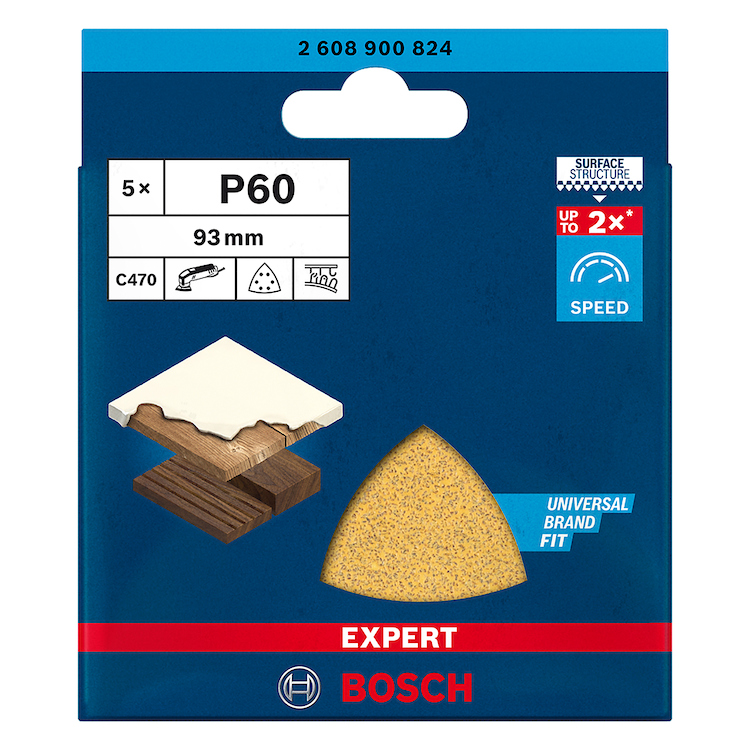 2 608 900 824
5×
P60
93 mm
C470
SURFACE
STRUCTURE
UP TO 2×*
SPEED
UNIVERSAL
BRAND
FIT
EXPERT
BOSCH